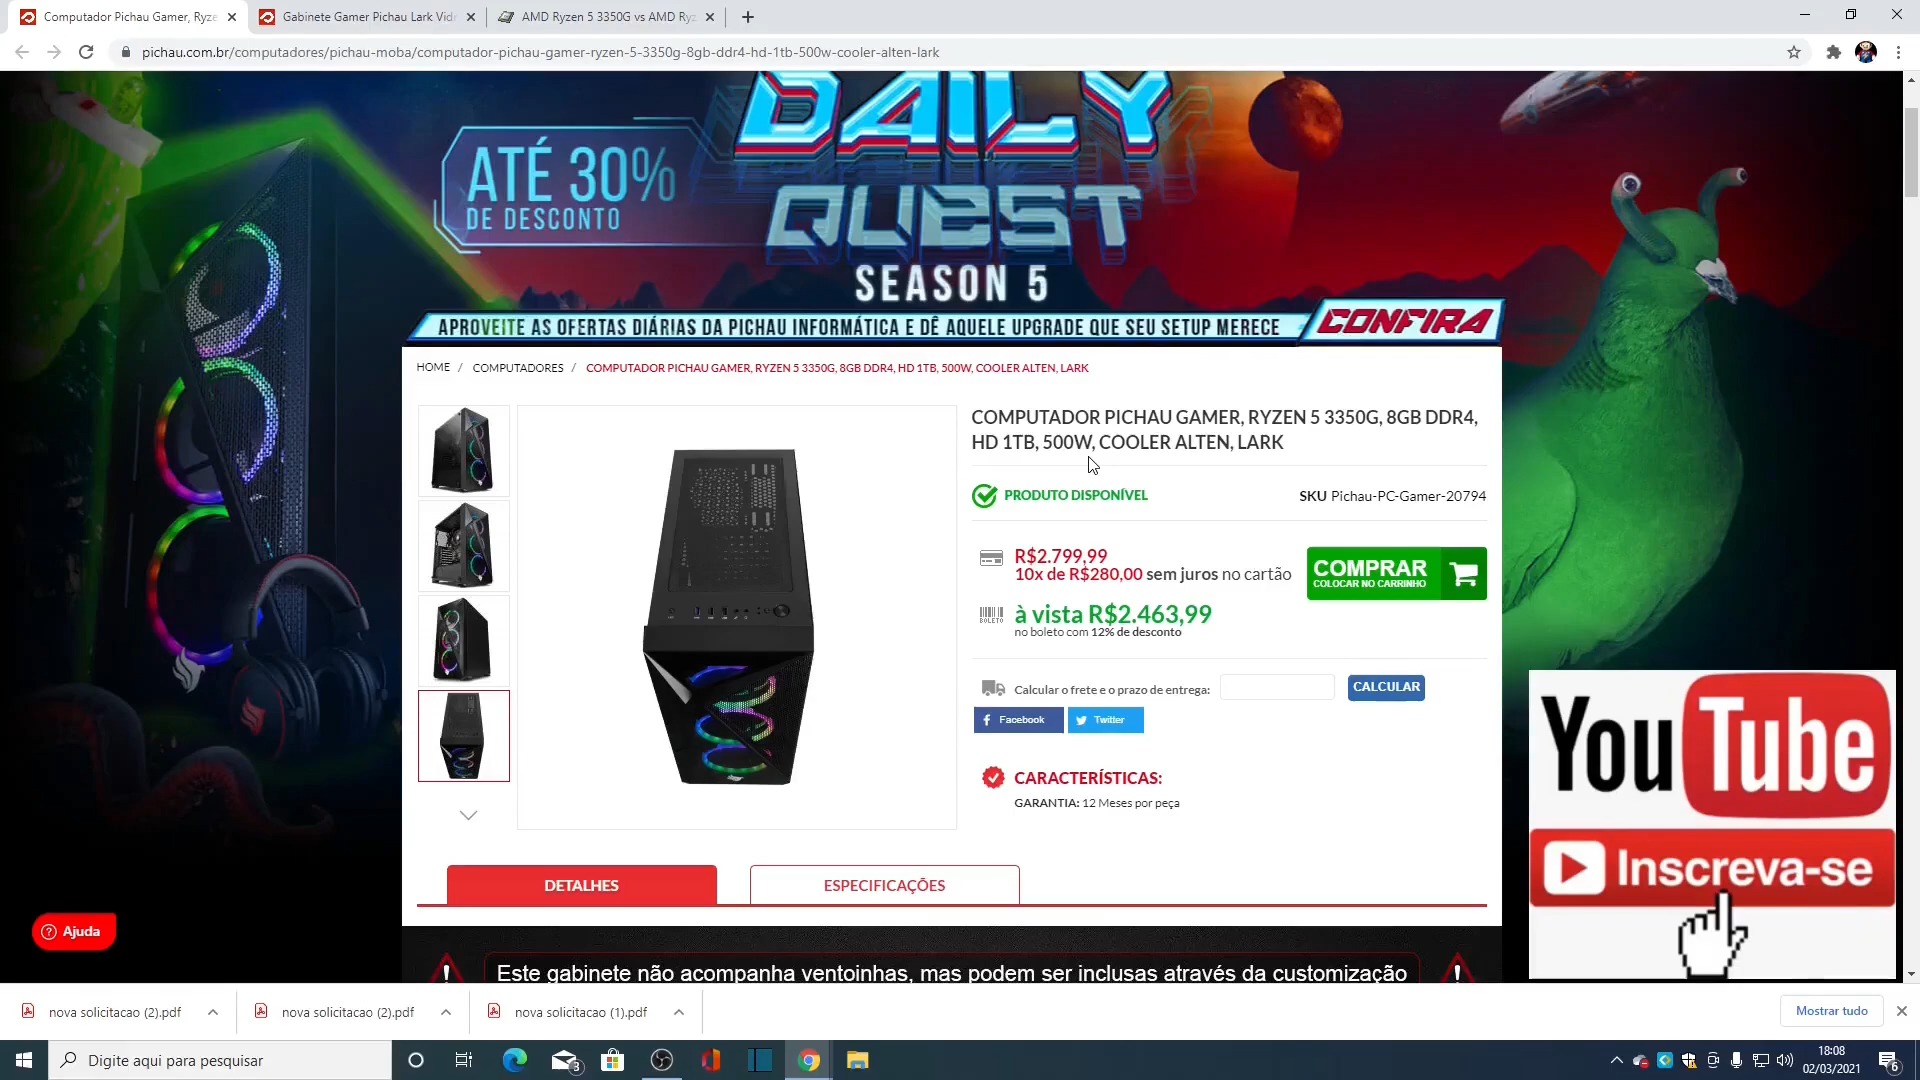 Computador Pichau Gamer, Ryze
Gabinete Gamer Pichau Lark Vidr
AMD Ryzen 5 3350G vs AMD Ryz
pichau.com.br/computadores/pichau-moba/computador-pichau-gamer-ryzen-5-3350g-8gb-ddr4-hd-1tb-500w-cooler-alten-lark
ATÉ 30%
DE DESCONTO
DAILY
QUEST
SEASON 5
APROVEITE AS OFERTAS DIÁRIAS DA PICHAU INFORMÁTICA E DÊ AQUELE UPGRADE QUE SEU SETUP MERECE
CONFIRA
HOME / COMPUTADORES / COMPUTADOR PICHAU GAMER, RYZEN 5 3350G, 8GB DDR4, HD 1TB, 500W, COOLER ALTEN, LARK
COMPUTADOR PICHAU GAMER, RYZEN 5 3350G, 8GB DDR4,
HD 1TB, 500W, COOLER ALTEN, LARK
PRODUTO DISPONÍVEL
SKU Pichau-PC-Gamer-20794
R$2.799,99
10x de R$280,00 sem juros no cartão
COMPRAR
COLOCAR NO CARRINHO
BOLETO
à vista R$2.463,99
no boleto com 12% de desconto
Calcular o frete e o prazo de entrega:
CALCULAR
Facebook
Twitter
CARACTERÍSTICAS:
GARANTIA: 12 Meses por peça
YouTube
Inscreva-se
DETALHES
ESPECIFICAÇÕES
Ajuda
Este gabinete não acompanha ventoinhas, mas podem ser inclusas através da customização
nova solicitacao (2).pdf
nova solicitacao (2).pdf
nova solicitacao (1).pdf
Mostrar tudo
Digite aqui para pesquisar
3
18:08
02/03/2021
6